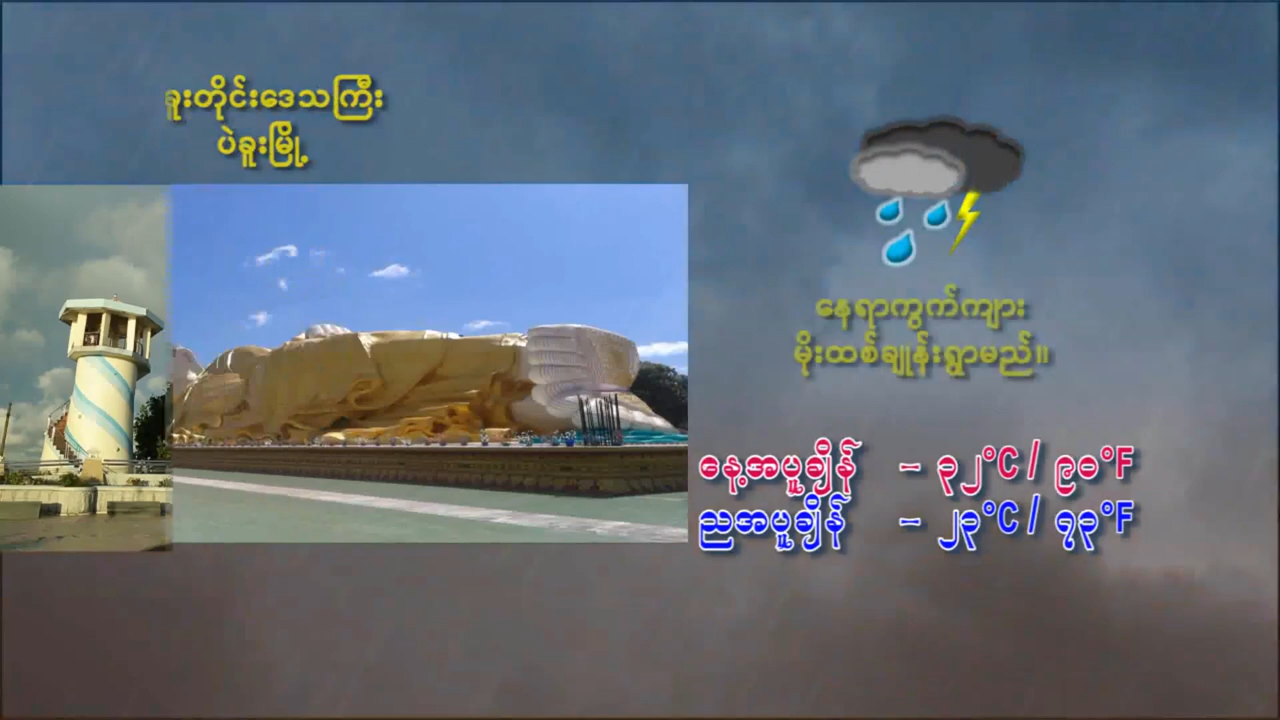 ခူးတိုင်းဒေသကြီး
ပဲခူးမြို့
နေရာကွက်ကျား
မိုးထစ်ချုန်းရွာမည်။
နေ့အပူချိန် - ၃၂°C / ၉၀°F
ညအပူချိန် - ၂၃°C / ၇၃°F